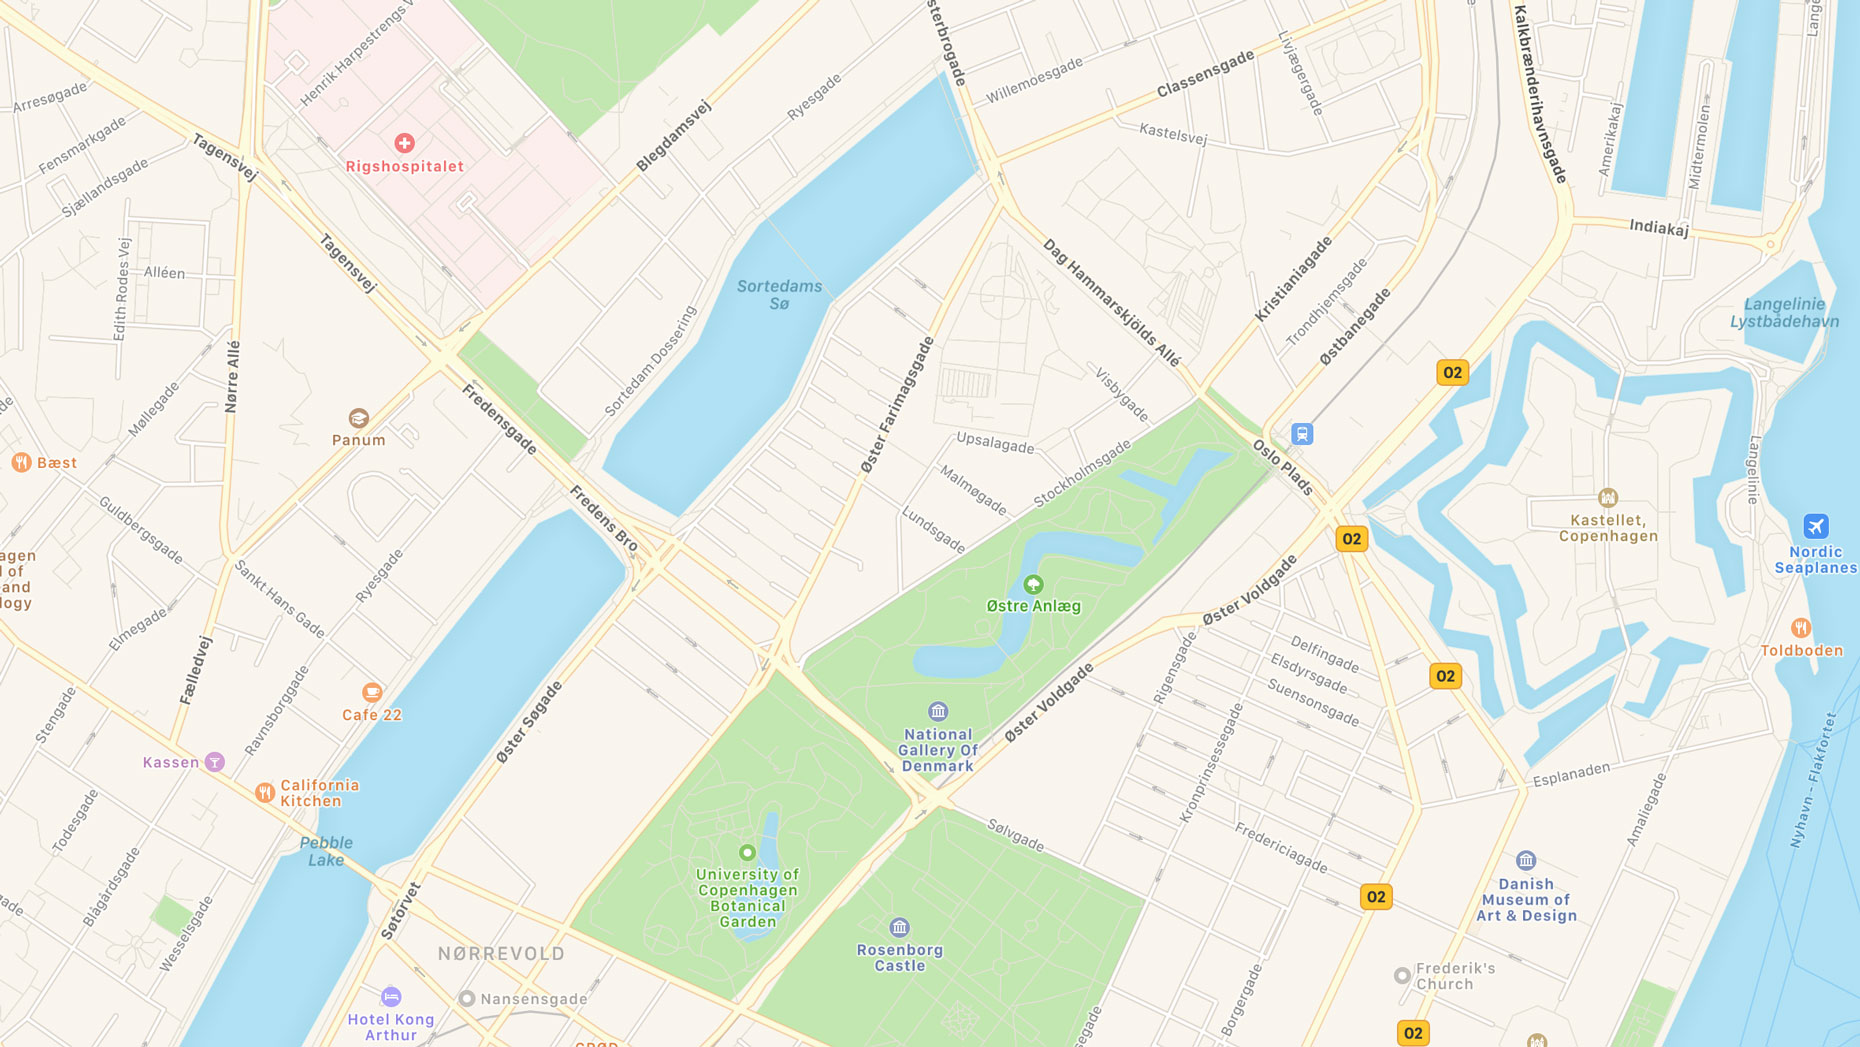 Henrik Harpestrengs V
sterbrogade
Kalkbrænderihavnsgade
Livjægergade
Willemoesgade
Classensgade
Arresøgade
Ryesgade
Blegdamsvej
Fensmarkgade
Kastelsvej
Amerikakaj
Midtermolen
Tagensvej
Rigshospitalet
Sjællandsgade
Indiakaj
Edith Rodes Vej
Alléen
Tagensvej
Dag Hammarskjölds Allé
Kristianiagade
Trondhjemsgade
Østbanegade
Sortedams
Sø
Langelinie
Lystbådehavn
Sortedam Dossering
Nørre Allé
Øster Farimagsgade
Visbygade
02
Møllegade
Fredensgade
Panum
Bæst
Upsalagade
Stockholmsgade
Oslo Plads
Langelinie
Malmøgade
Lundsgade
Guldbergsgade
Fredens Bro
Kastellet,
Copenhagen
02
Nordic
Seaplanes
agen
l of
and
logy
Sankt Hans Gade
Ryesgade
Østre Anlæg
Øster Voldgade
Elmegade
Fælledvej
Toldboden
Delfingade
Elsdyrsgade
Suensonsgade
Rigensgade
02
Stengade
Ravnsborggade
Cafe 22
Øster Søgade
Øster Voldgade
National
Gallery Of
Denmark
Kronprinsessegade
Nyhavn - Flakfortet
Kassen
California
Kitchen
Esplanaden
Todesgade
Pebble
Lake
Sølvgade
Fredericiagade
Amaliegade
University of
Copenhagen
Botanical
Garden
Danish
Museum of
Art & Design
02
Blågårdsgade
Wesselsgade
Søtorvet
Rosenborg
Castle
NØRREVOLD
Frederik's
Church
Nansensgade
Borgergade
Hotel Kong
Arthur
02